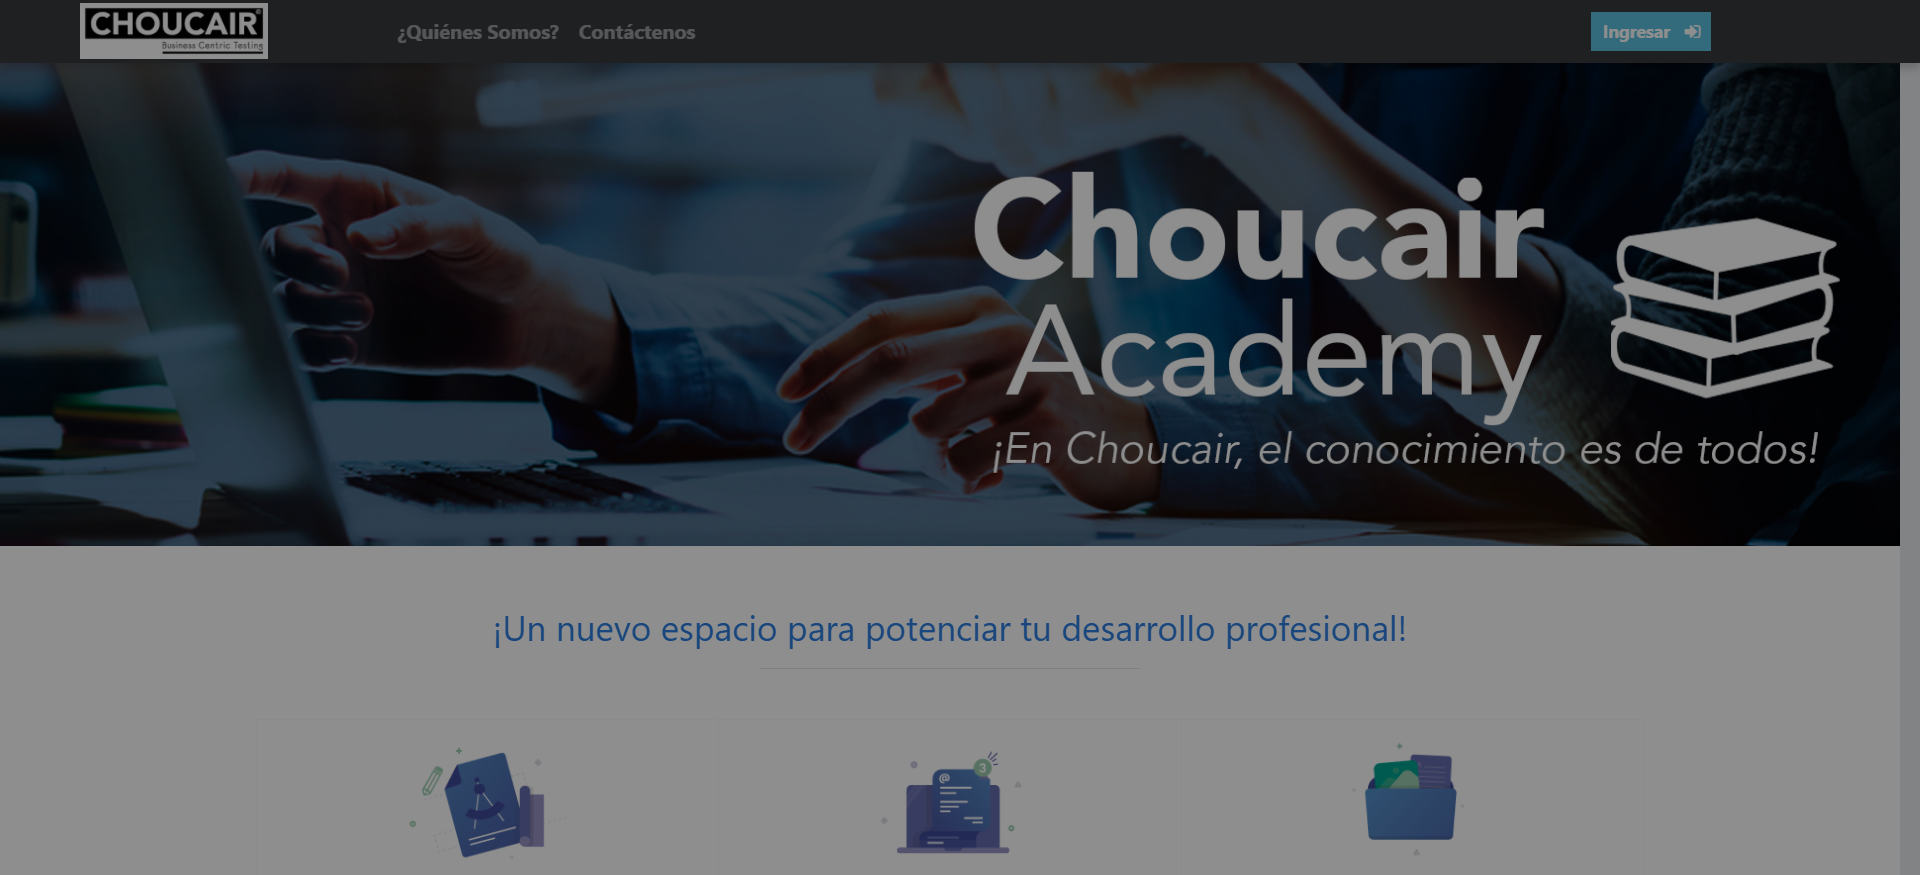 CHOUCAIR®
Business Centric Testing
¿Quiénes Somos? Contáctenos
Ingresar
Choucair
Academy
¡En Choucair, el conocimiento es de todos!
¡Un nuevo espacio para potenciar tu desarrollo profesional!
@
3